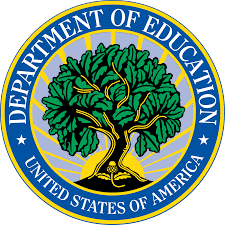 DEPARTMENT OF EDUCATION
UNITED STATES OF AMERICA